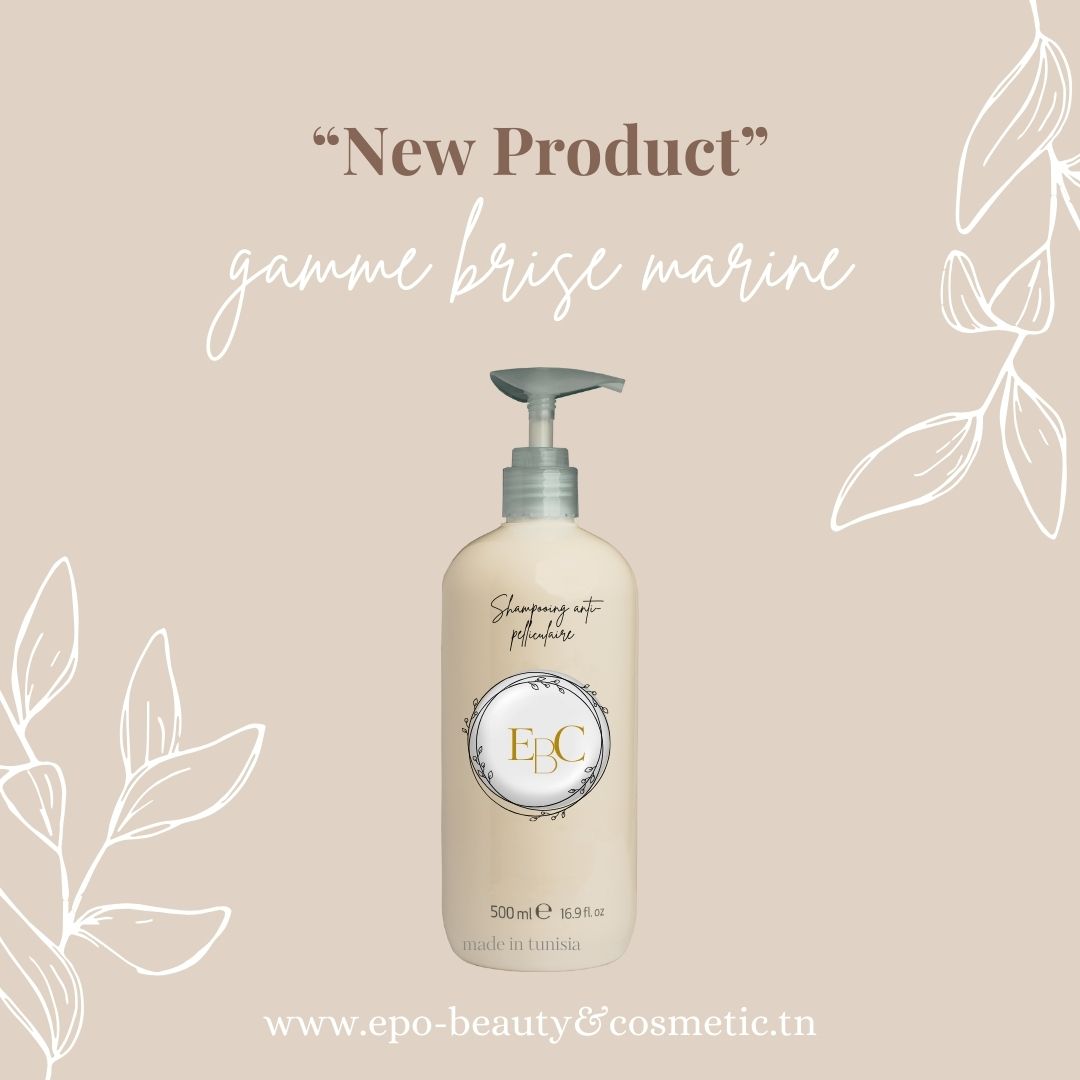 “New Product”
gamme brise marine
Shampooing anti-
pelliculaire
EBC
500 ml ℮ 16.9 fl. oz
made in tunisia
www.epo-beauty&cosmetic.tn